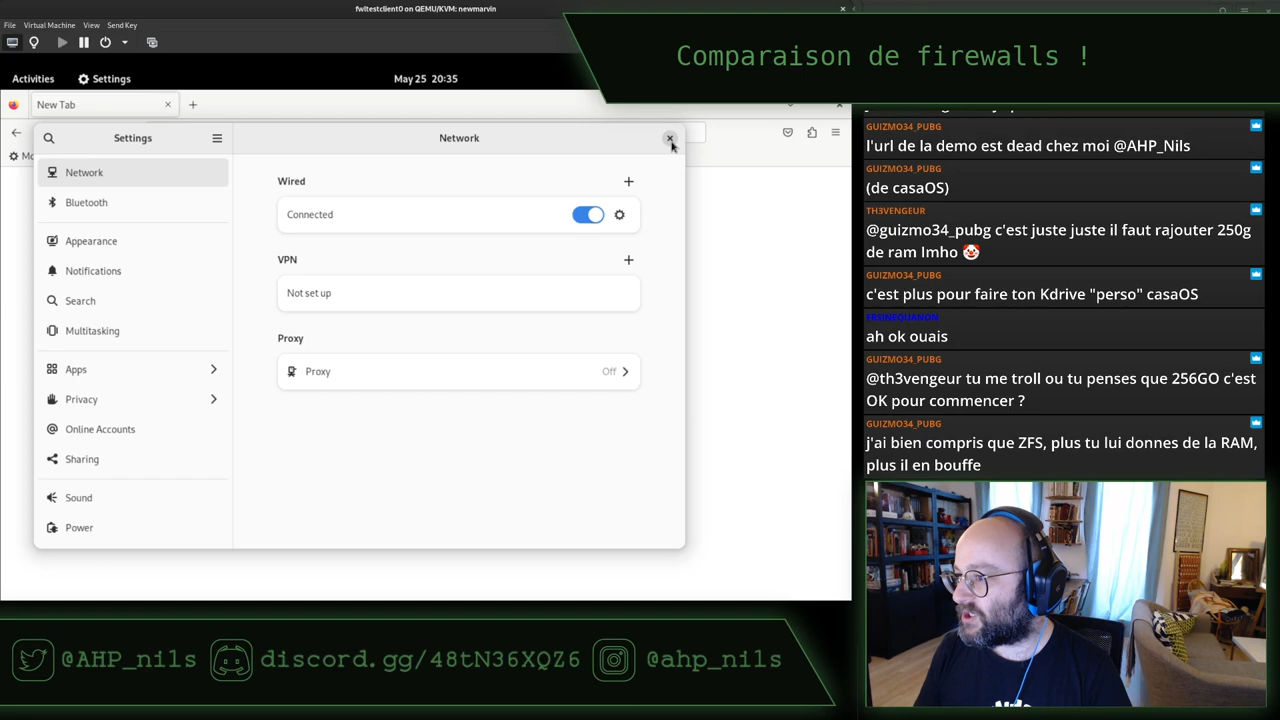 fwltestclient0 on QEMU/KVM: newmarvin
File Virtual Machine View Send Key
Comparaison de firewalls !
Activities Settings May 25 20:35
New Tab
Settings
Network
Network
Bluetooth
Appearance
Notifications
Search
Multitasking
Apps
Privacy
Online Accounts
Sharing
Sound
Power
Wired
Connected
VPN
Not set up
Proxy
Proxy Off
GUIZMO34_PUBG
l'url de la demo est dead chez moi @AHP_Nils
GUIZMO34_PUBG
(de casaOS)
TH3VENGEUR
@guizmo34_pubg c'est juste juste il faut rajouter 250g
de ram lmho 🤡
GUIZMO34_PUBG
c'est plus pour faire ton Kdrive "perso" casaOS
ERSINEQUANON
ah ok ouais
GUIZMO34_PUBG
@th3vengeur tu me troll ou tu penses que 256GO c'est
OK pour commencer ?
GUIZMO34_PUBG
j'ai bien compris que ZFS, plus tu lui donnes de la RAM,
plus il en bouffe
@AHP_nils discord.gg/48tN36XQZ6 @ahp_nils